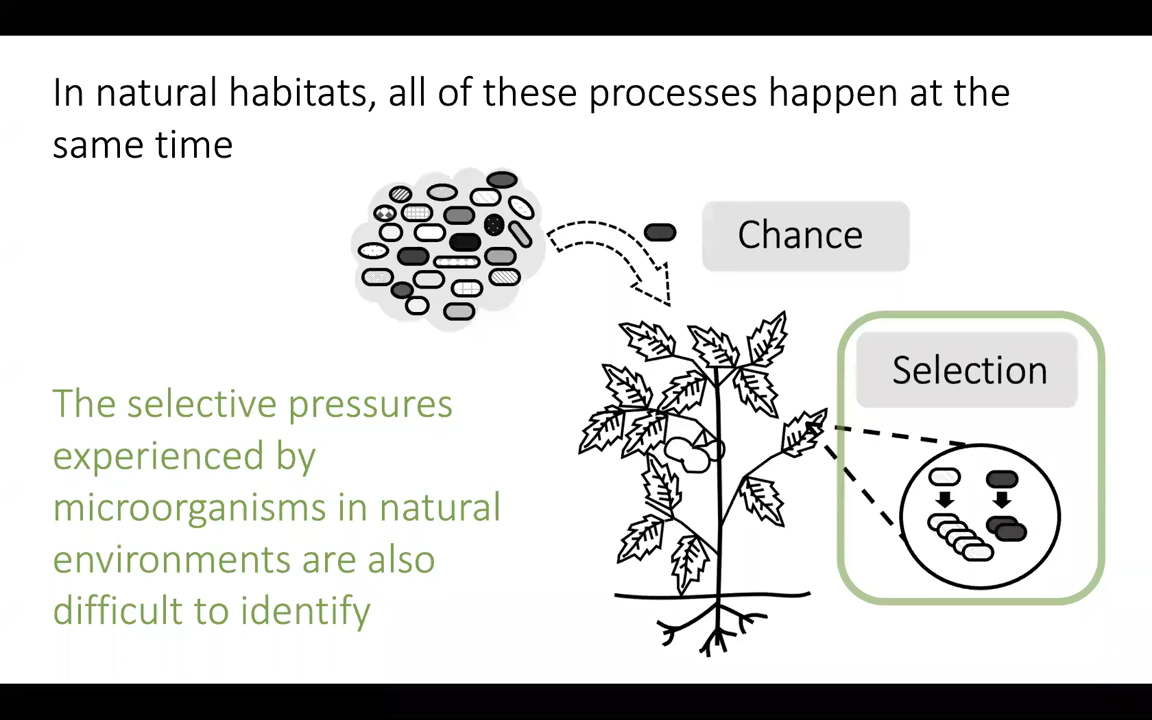 In natural habitats, all of these processes happen at the
same time
Chance
Selection
The selective pressures
experienced by
microorganisms in natural
environments are also
difficult to identify